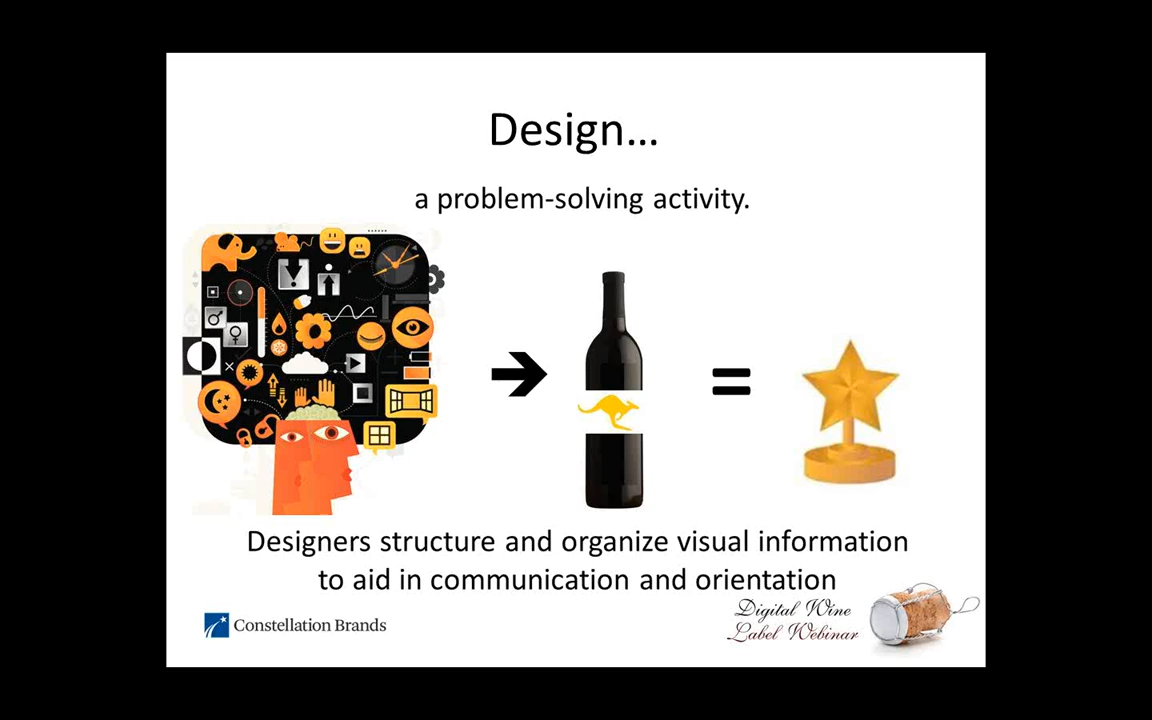 Design...
a problem-solving activity.
Designers structure and organize visual information
to aid in communication and orientation
Constellation Brands
Digital Wine
Label Webinar